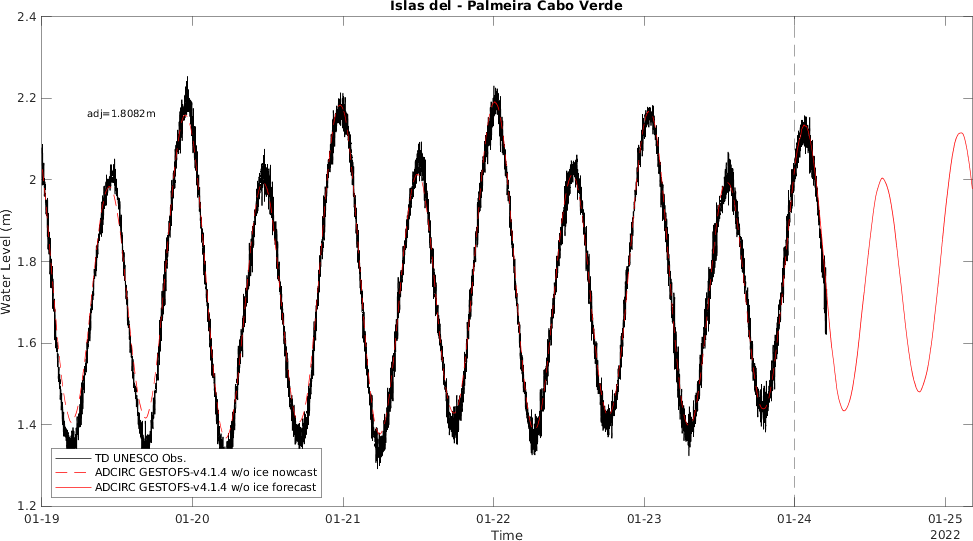 Islas del - Palmeira Cabo Verde
2.4
2.2
adj=1.8082m
2
1.8
Water Level (m)
1.6
1.4
TD UNESCO Obs.
ADCIRC GESTOFS-v4.1.4 w/o ice nowcast
ADCIRC GESTOFS-v4.1.4 w/o ice forecast
1.2
01-19 01-20 01-21 01-22 01-23 01-24 01-25
Time 2022